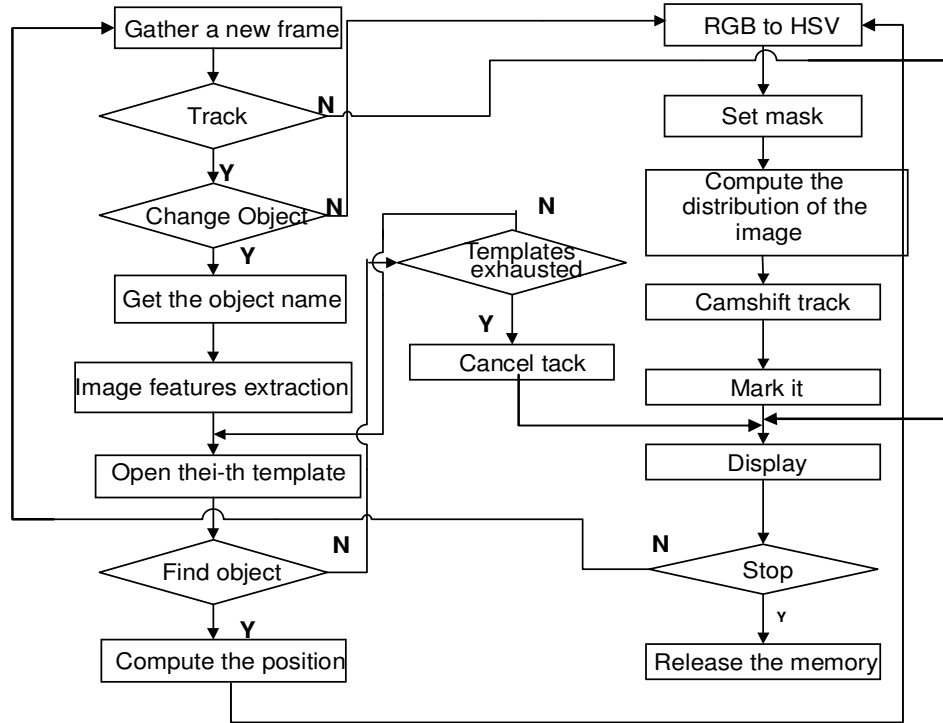 Gather a new frame
Track
N
Y
Change Object
N
Y
Get the object name
Image features extraction
Open thei-th template
Find object
N
Y
Compute the position
N
Templates
exhausted
Y
Cancel tack
RGB to HSV
Set mask
Compute the
distribution of the
image
Camshift track
Mark it
Display
N
Stop
Y
Release the memory